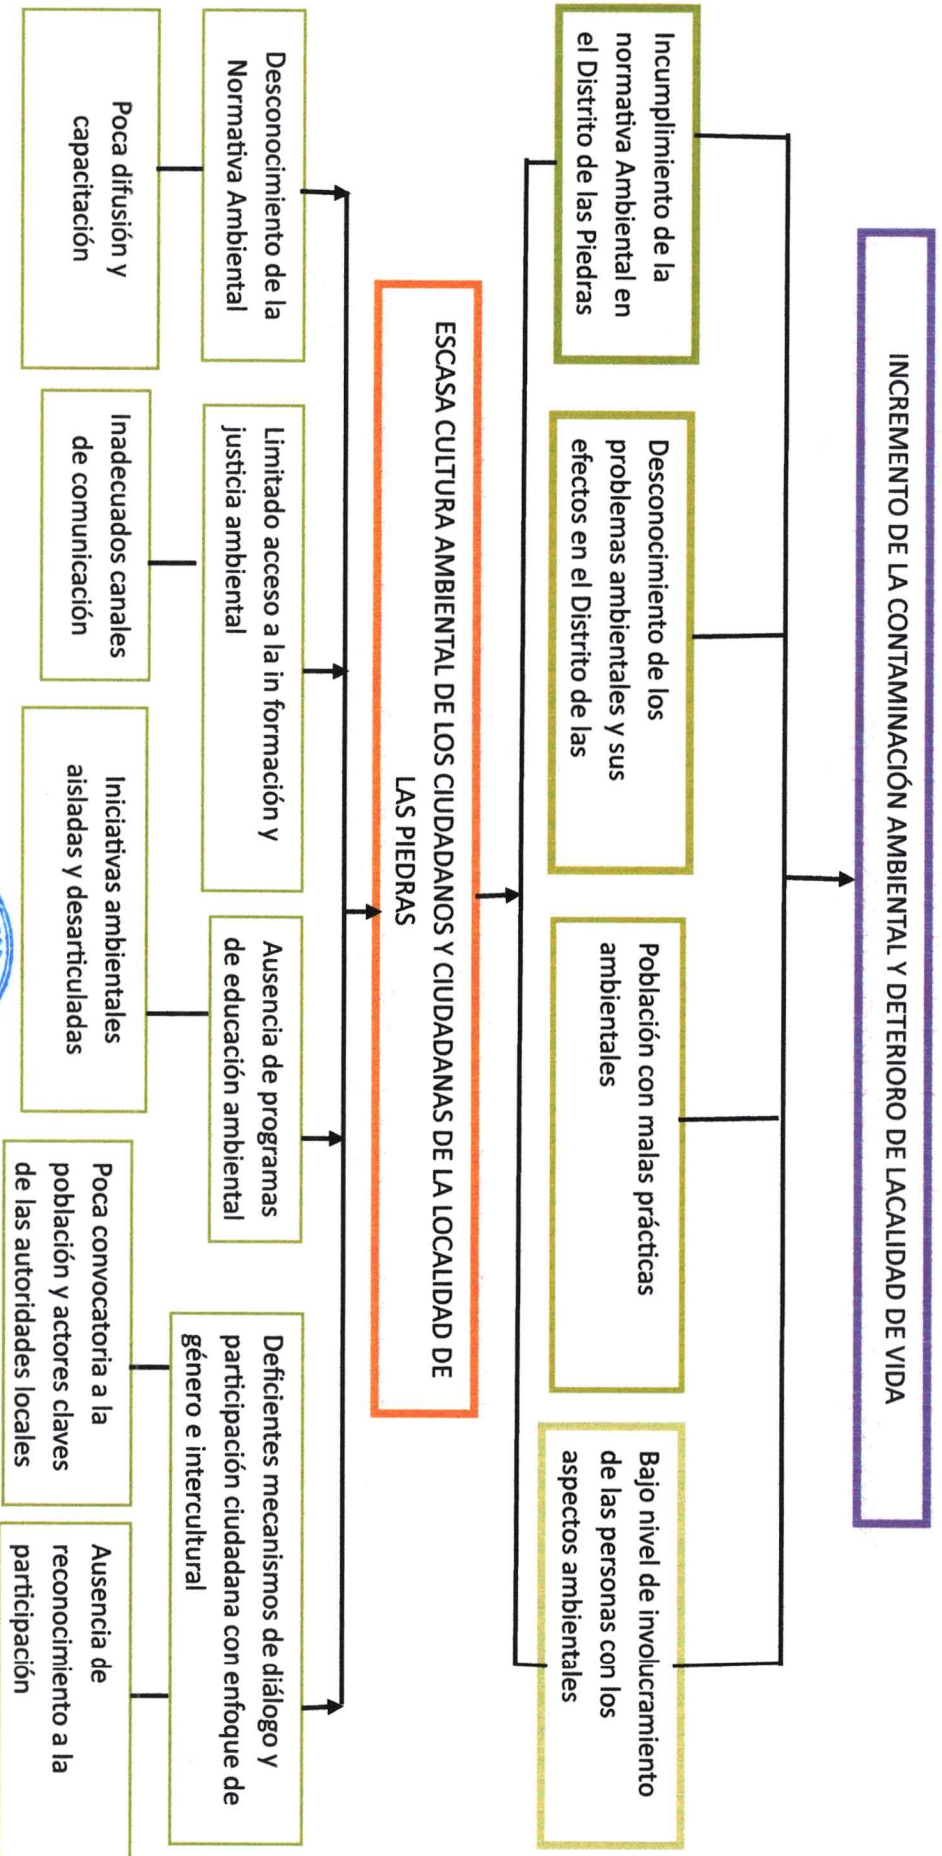 INCREMENTO DE LA CONTAMINACIÓN AMBIENTAL Y DETERIORO DE LACALIDAD DE VIDA
Incumplimiento de la
normativa Ambiental en
el Distrito de las Piedras
Desconocimiento de los
problemas ambientales y sus
efectos en el Distrito de las
Población con malas prácticas
ambientales
Bajo nivel de involucramiento
de las personas con los
aspectos ambientales
ESCASA CULTURA AMBIENTAL DE LOS CIUDADANOS Y CIUDADANAS DE LA LOCALIDAD DE
LAS PIEDRAS
Desconocimiento de la
Normativa Ambiental
Limitado acceso a la in formación y
justicia ambiental
Ausencia de programas
de educación ambiental
Deficientes mecanismos de diálogo y
participación ciudadana con enfoque de
género e intercultural
Poca difusión y
capacitación
Inadecuados canales
de comunicación
Iniciativas ambientales
aisladas y desarticuladas
Poca convocatoria a la
población y actores claves
de las autoridades locales
Ausencia de
reconocimiento a la
participación